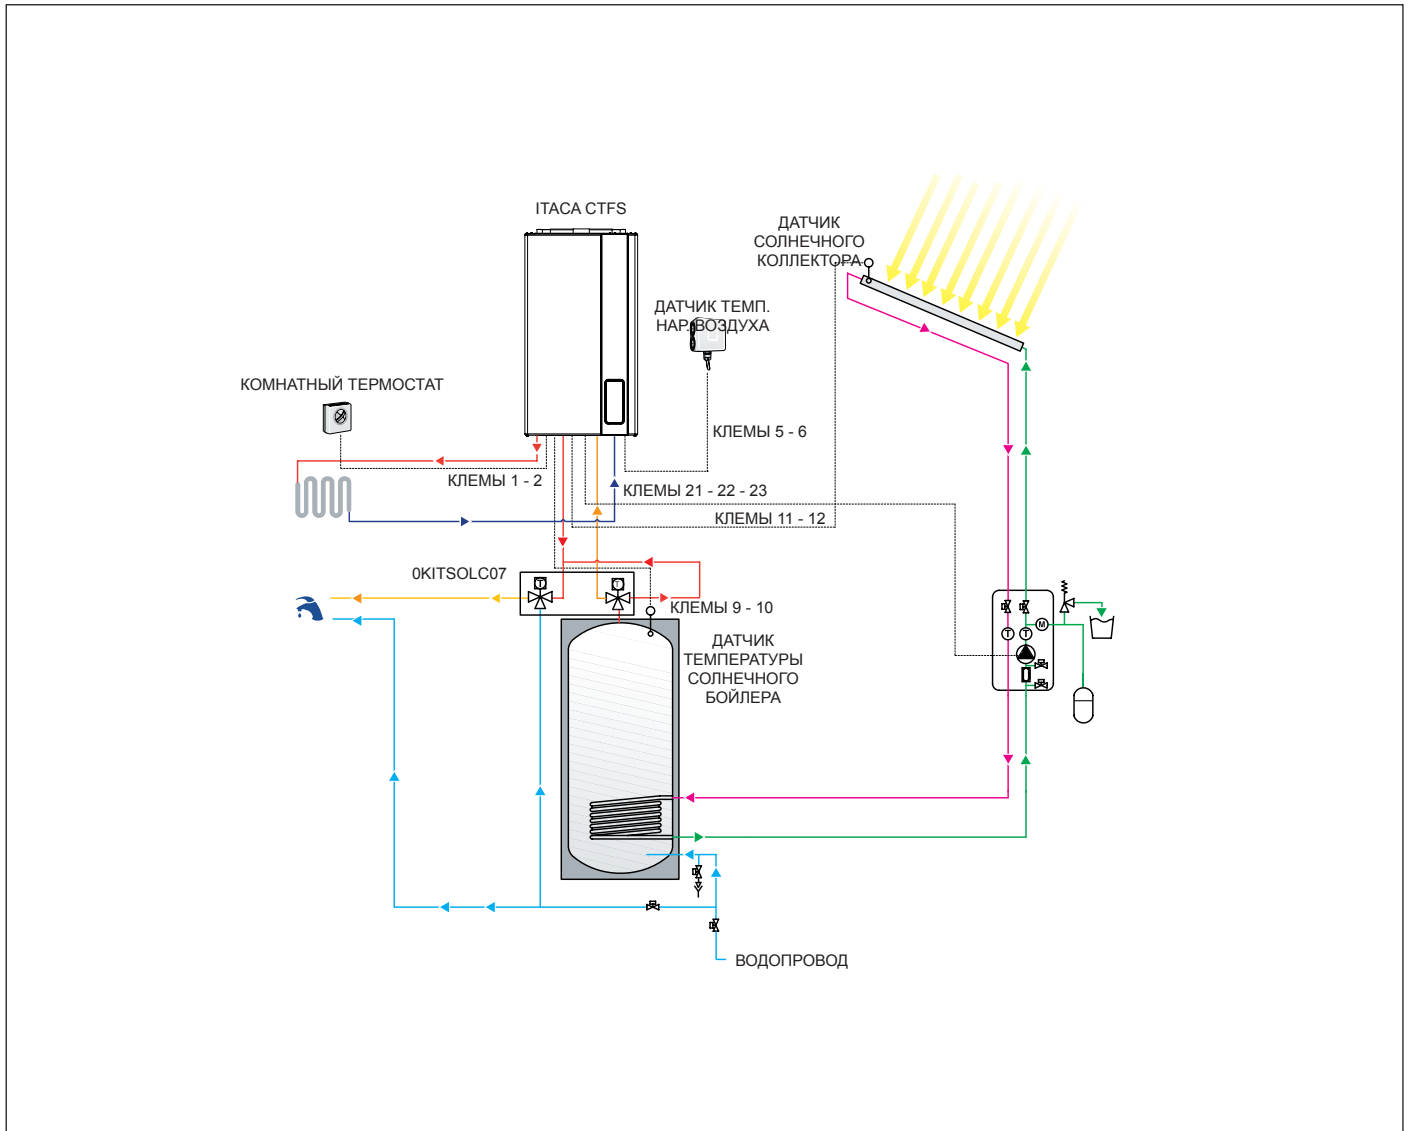 ITACA CTFS
ДАТЧИК
СОЛНЕЧНОГО
КОЛЛЕКТОРА
ДАТЧИК ТЕМП.
НАР. ВОЗДУХА
КОМНАТНЫЙ ТЕРМОСТАТ
КЛЕМЫ 5 - 6
КЛЕМЫ 1 - 2
КЛЕМЫ 21 - 22 - 23
КЛЕМЫ 11 - 12
0KITSOLC07
T
T
КЛЕМЫ 9 - 10
M
T
T
ДАТЧИК
ТЕМПЕРАТУРЫ
СОЛНЕЧНОГО
БОЙЛЕРА
ВОДОПРОВОД